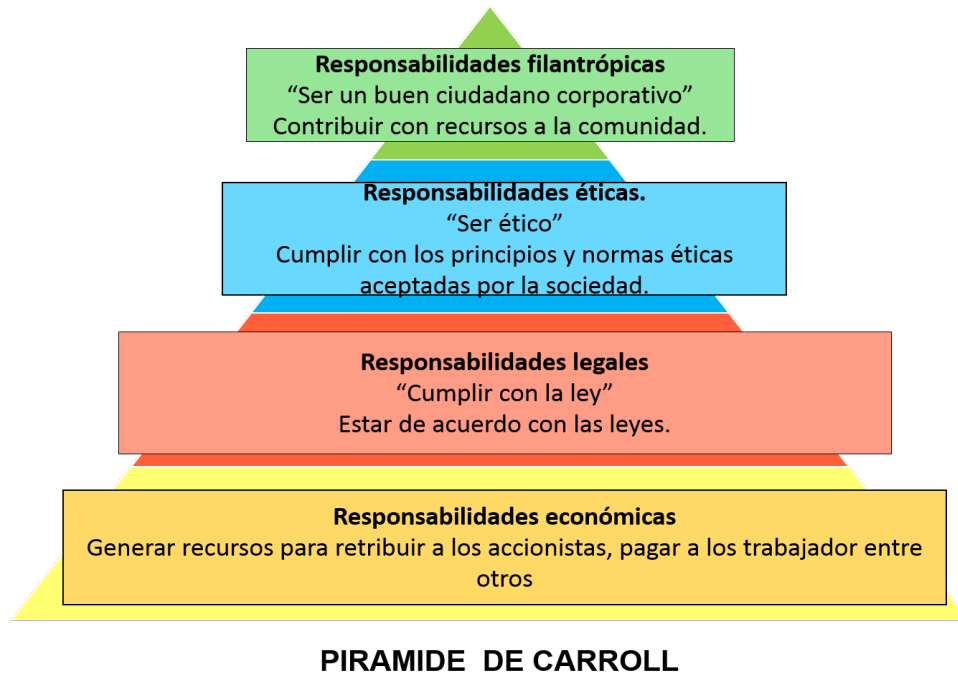 Responsabilidades filantrópicas
“Ser un buen ciudadano corporativo”
Contribuir con recursos a la comunidad.
Responsabilidades éticas.
“Ser ético”
Cumplir con los principios y normas éticas
aceptadas por la sociedad.
Responsabilidades legales
“Cumplir con la ley”
Estar de acuerdo con las leyes.
Responsabilidades económicas
Generar recursos para retribuir a los accionistas, pagar a los trabajador entre
otros
PIRAMIDE DE CARROLL